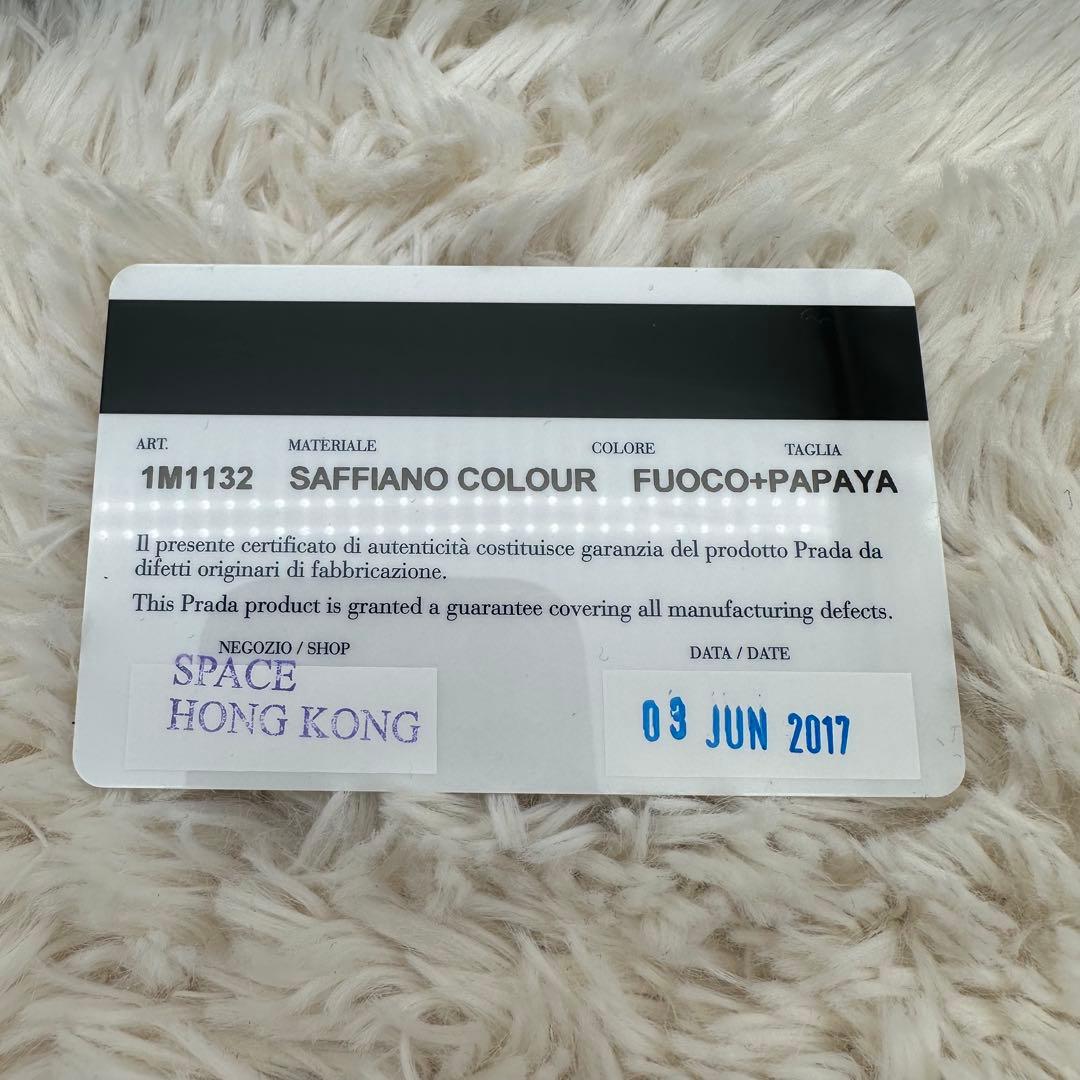 ART. MATERIALE COLORE TAGLIA
1M1132 SAFFIANO COLOUR FUOCO+PAPAYA
Il presente certificato di autenticità costituisce garanzia del prodotto Prada da
difetti originari di fabbricazione.
This Prada product is granted a guarantee covering all manufacturing defects.
NEGOZIO / SHOP DATA / DATE
SPACE
HONG KONG
03 JUN 2017